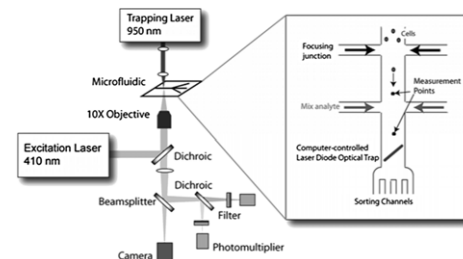 Trapping Laser
950 nm
Microfluidic
10X Objective
Excitation Laser
410 nm
Dichroic
Dichroic
Beamsplitter
Filter
Photomultiplier
Camera
Cells
Focusing
junction
Measurement
Points
Mix analyte
Computer-controlled
Laser Diode Optical Trap
Sorting Channels